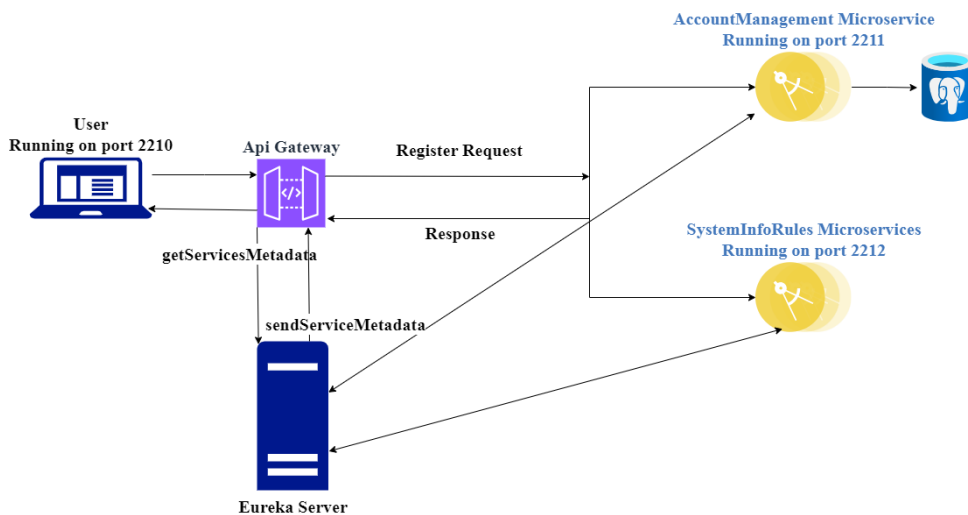 AccountManagement Microservice
Running on port 2211
User
Running on port 2210
Api Gateway
Register Request
Response
getServicesMetadata
SystemInfoRules Microservices
Running on port 2212
sendServiceMetadata
Eureka Server